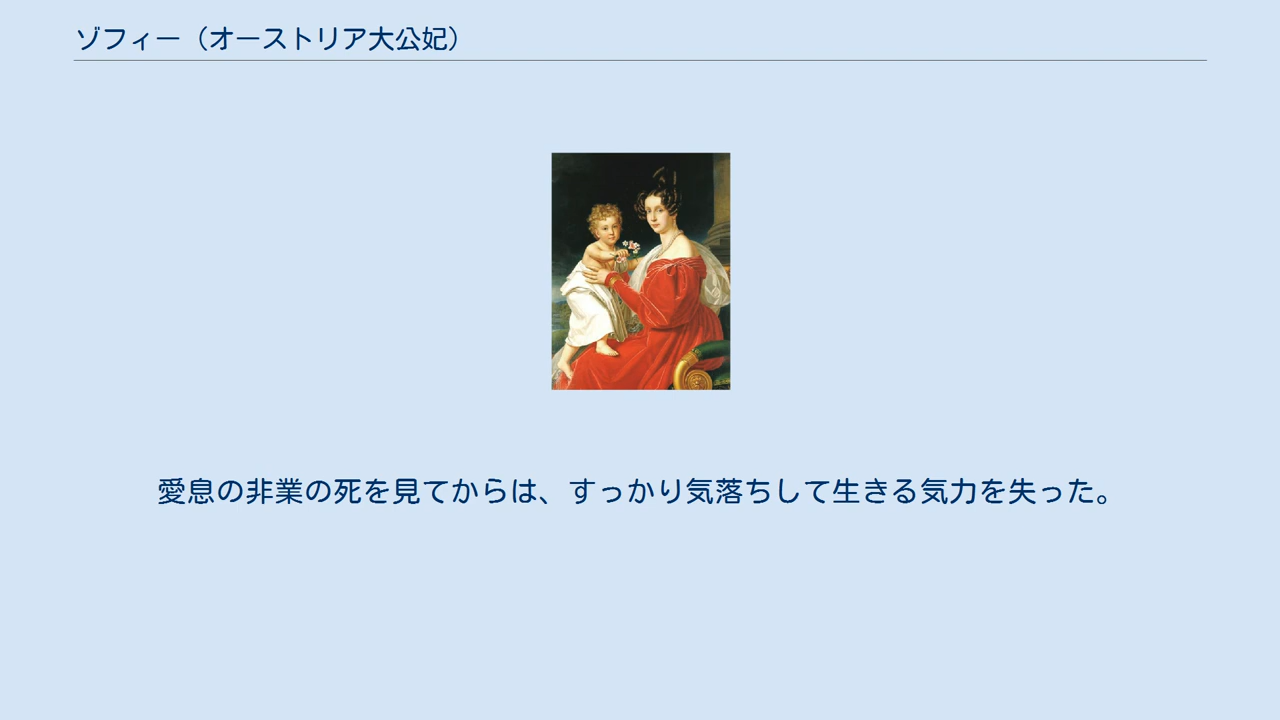 ゾフィー（オーストリア大公妃）
愛息の非業の死を見てからは、すっかり気落ちして生きる気力を失った。